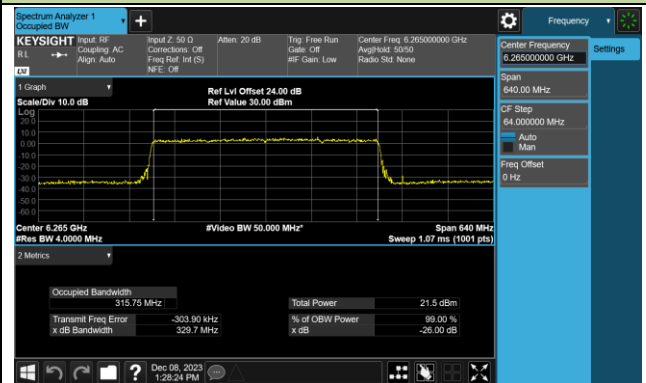 Spectrum Analyzer 1
Occupied BW
Frequency
KEYSIGHT
RL
LXI
Input: RF
Coupling: AC
Align: Auto
Input Z: 50 Ω
Corrections: Off
Freq Ref: Int (S)
NFE: Off
Atten: 20 dB
Trig: Free Run
Gate: Off
#IF Gain: Low
Center Freq: 6.265000000 GHz
Avg|Hold: 50/50
Radio Std: None
Center Frequency
6.265000000 GHz
Settings
Span
640.00 MHz
CF Step
64.000000 MHz
Auto
Man
Freq Offset
0 Hz
1 Graph
Scale/Div 10.0 dB
Ref Lvl Offset 24.00 dB
Ref Value 30.00 dBm
Log
20.0
10.0
0.00
-10.0
-20.0
-30.0
-40.0
-50.0
-60.0
Center 6.265 GHz
#Res BW 4.0000 MHz
#Video BW 50.000 MHz*
Span 640 MHz
Sweep 1.07 ms (1001 pts)
2 Metrics
Occupied Bandwidth
315.75 MHz
Total Power 21.5 dBm
Transmit Freq Error -303.90 kHz
% of OBW Power 99.00 %
x dB Bandwidth 329.7 MHz
x dB -26.00 dB
Dec 08, 2023
1:28:24 PM